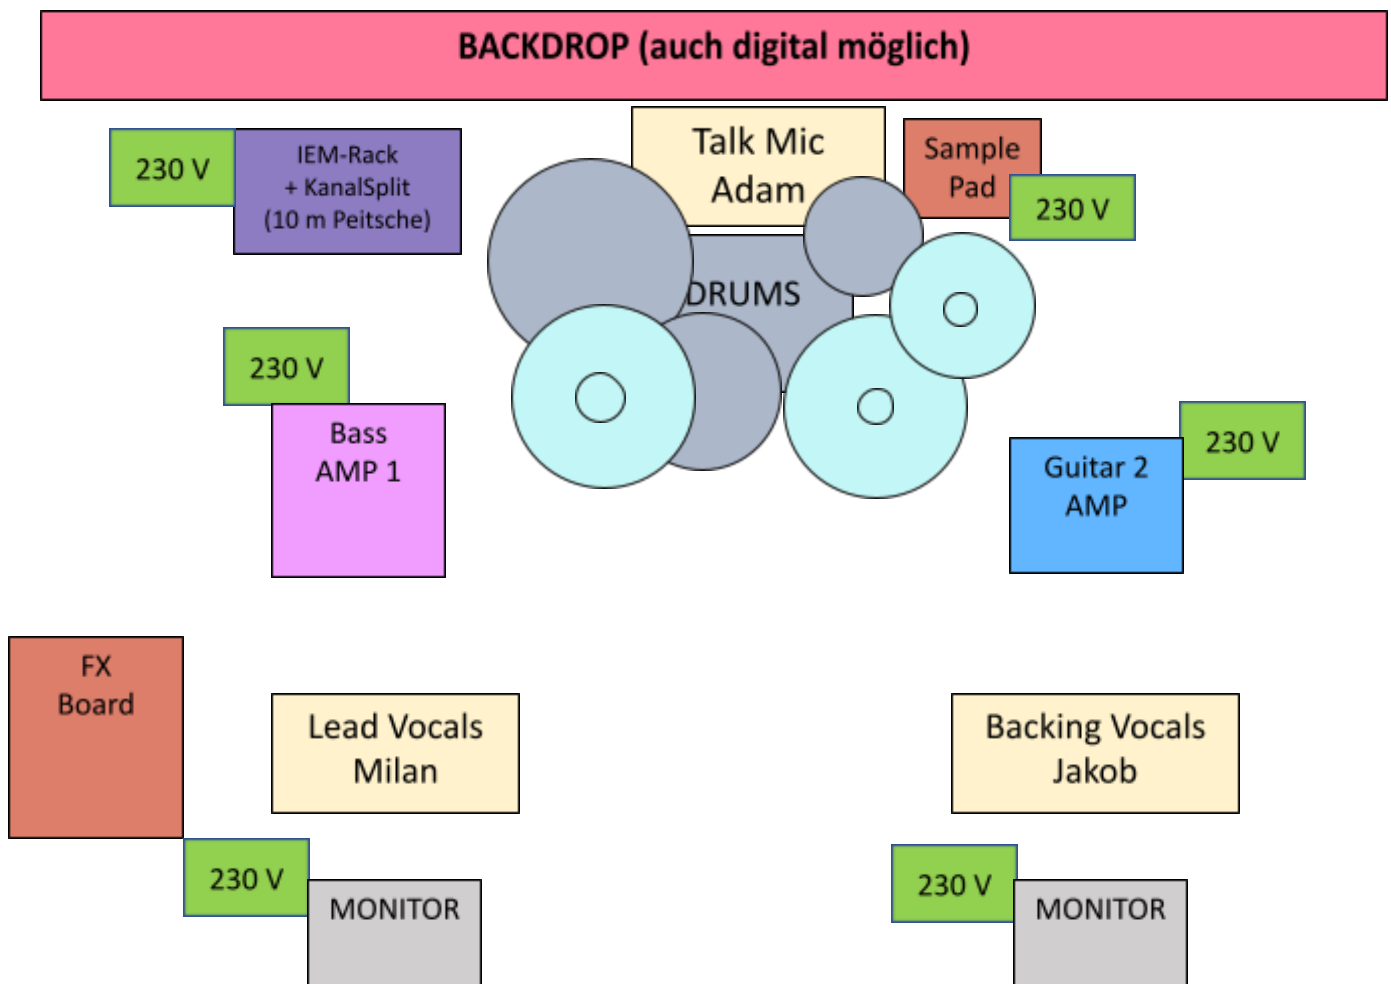 BACKDROP (auch digital möglich)
230 V
IEM-Rack
+ KanalSplit
(10 m Peitsche)
Talk Mic
Adam
Sample
Pad
230 V
DRUMS
230 V
Bass
AMP 1
230 V
Guitar 2
AMP
FX
Board
Lead Vocals
Milan
Backing Vocals
Jakob
230 V
MONITOR
230 V
MONITOR